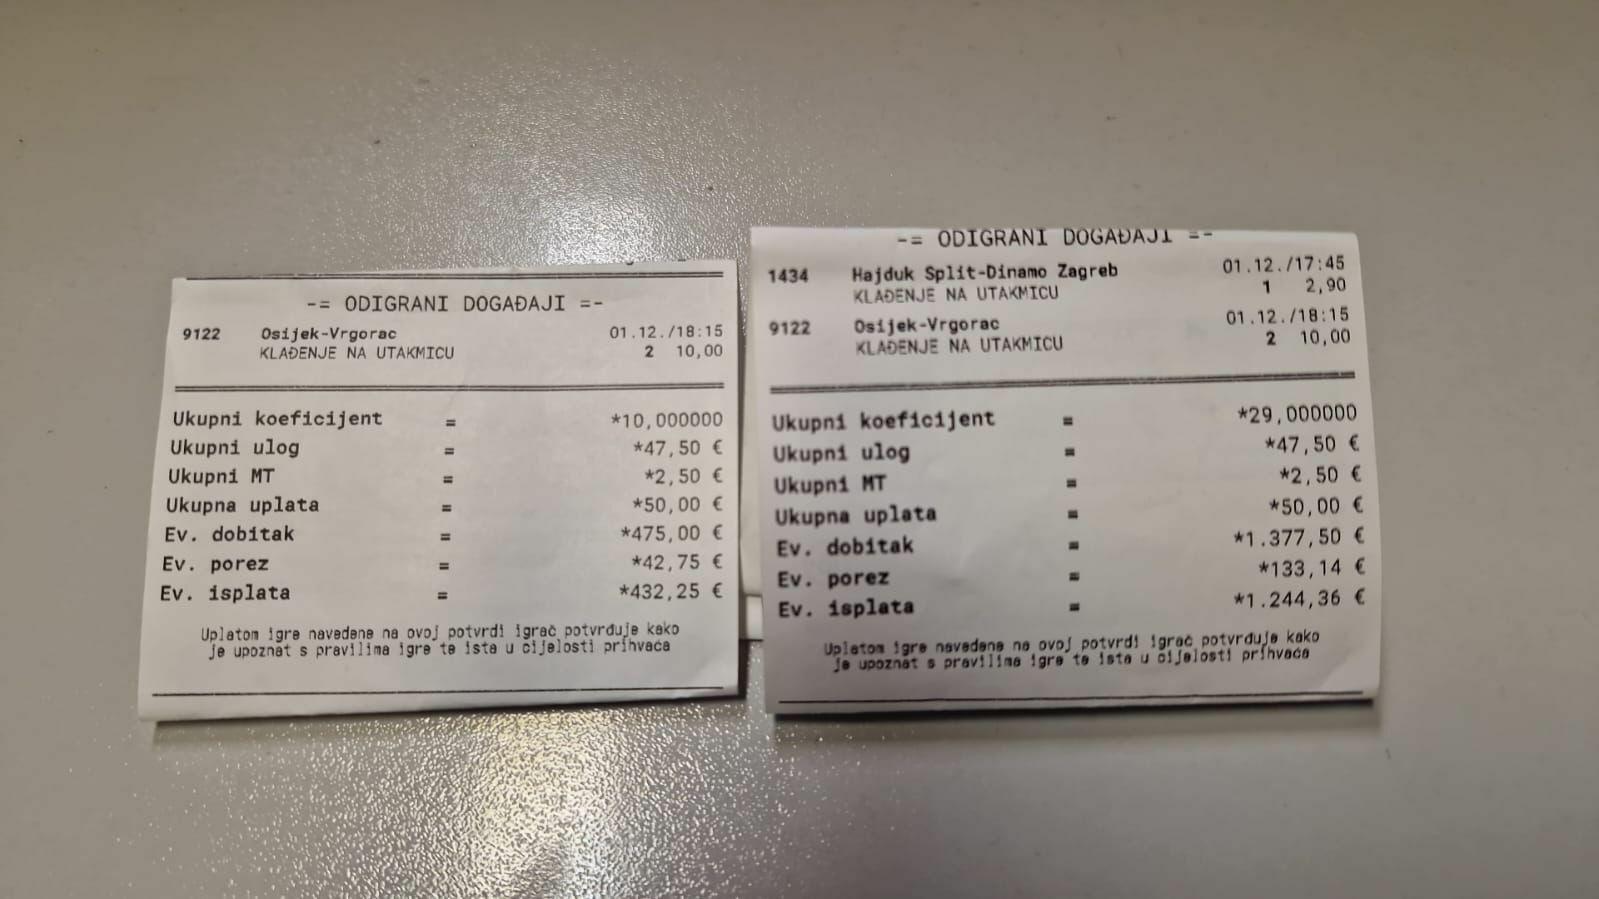 -= ODIGRANI DOGAĐAJI =-
9122 Osijek-Vrgorac 01.12./18:15
KLAĐENJE NA UTAKMICU 2 10,00
Ukupni koeficijent = *10,000000
Ukupni ulog = *47,50 €
Ukupni MT = *2,50 €
Ukupna uplata = *50,00 €
Ev. dobitak = *475,00 €
Ev. porez = *42,75 €
Ev. isplata = *432,25 €
Uplatom igre navedene na ovoj potvrdi igrač potvrđuje kako
je upoznat s pravilima igre te ista u cijelosti prihvaća
-= ODIGRANI DOGAĐAJI =-
1434 Hajduk Split-Dinamo Zagreb 01.12./17:45
KLAĐENJE NA UTAKMICU 1 2,90
9122 Osijek-Vrgorac 01.12./18:15
KLAĐENJE NA UTAKMICU 2 10,00
Ukupni koeficijent = *29,000000
Ukupni ulog = *47,50 €
Ukupni MT = *2,50 €
Ukupna uplata = *50,00 €
Ev. dobitak = *1.377,50 €
Ev. porez = *133,14 €
Ev. isplata = *1.244,36 €
Uplatom igre navedene na ovoj potvrdi igrač potvrđuje kako
je upoznat s pravilima igre te ista u cijelosti prihvaća